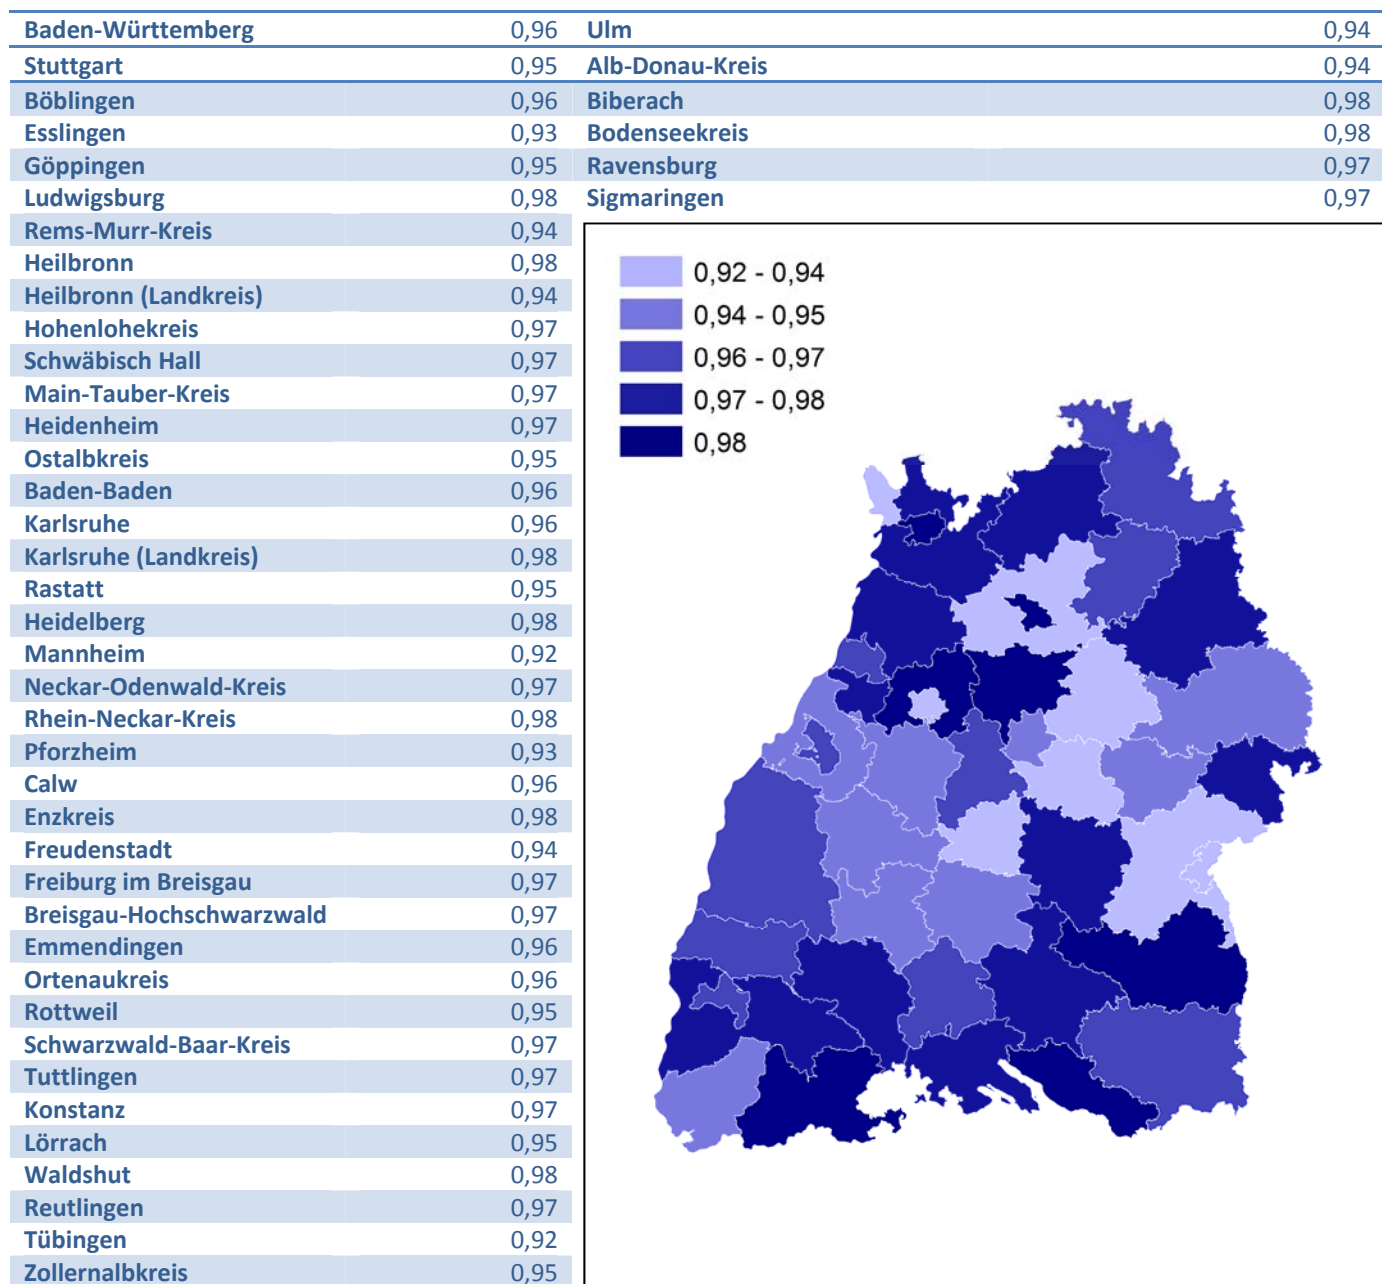 Baden-Württemberg 0,96
Stuttgart 0,95
Böblingen 0,96
Esslingen 0,93
Göppingen 0,95
Ludwigsburg 0,98
Rems-Murr-Kreis 0,94
Heilbronn 0,98
Heilbronn (Landkreis) 0,94
Hohenlohekreis 0,97
Schwäbisch Hall 0,97
Main-Tauber-Kreis 0,97
Heidenheim 0,97
Ostalbkreis 0,95
Baden-Baden 0,96
Karlsruhe 0,96
Karlsruhe (Landkreis) 0,98
Rastatt 0,95
Heidelberg 0,98
Mannheim 0,92
Neckar-Odenwald-Kreis 0,97
Rhein-Neckar-Kreis 0,98
Pforzheim 0,93
Calw 0,96
Enzkreis 0,98
Freudenstadt 0,94
Freiburg im Breisgau 0,97
Breisgau-Hochschwarzwald 0,97
Emmendingen 0,96
Ortenaukreis 0,96
Rottweil 0,95
Schwarzwald-Baar-Kreis 0,97
Tuttlingen 0,97
Konstanz 0,97
Lörrach 0,95
Waldshut 0,98
Reutlingen 0,97
Tübingen 0,92
Zollernalbkreis 0,95
Ulm 0,94
Alb-Donau-Kreis 0,94
Biberach 0,98
Bodenseekreis 0,98
Ravensburg 0,97
Sigmaringen 0,97
0,92 - 0,94
0,94 - 0,95
0,96 - 0,97
0,97 - 0,98
0,98